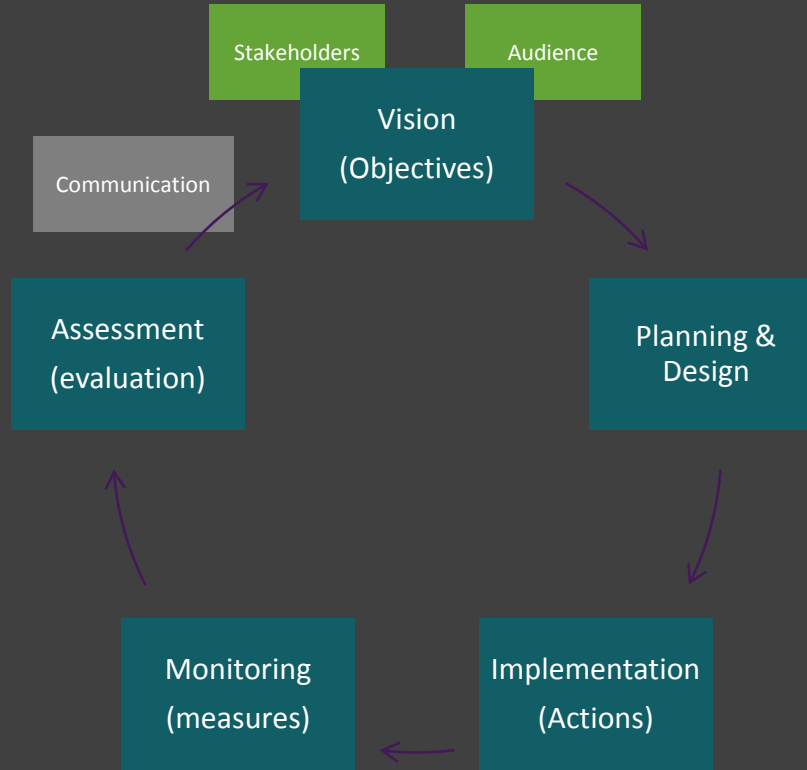 Stakeholders
Audience
Vision
(Objectives)
Communication
Assessment
(evaluation)
Planning &
Design
Monitoring
(measures)
Implementation
(Actions)